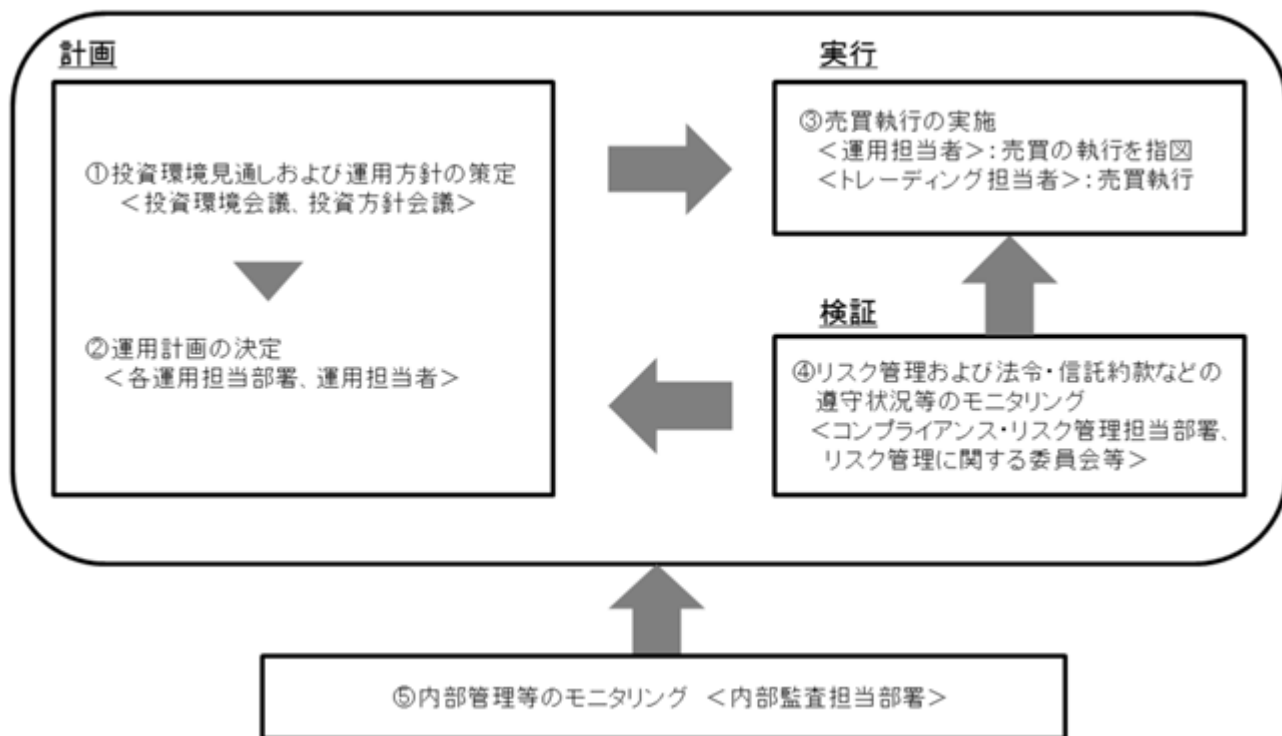 計画
①投資環境見通しおよび運用方針の策定
＜投資環境会議、投資方針会議＞
②運用計画の決定
＜各運用担当部署、運用担当者＞
実行
③売買執行の実施
＜運用担当者＞：売買の執行を指図
＜トレーディング担当者＞：売買執行
検証
④リスク管理および法令・信託約款などの
遵守状況等のモニタリング
＜コンプライアンス・リスク管理担当部署、
リスク管理に関する委員会等＞
⑤内部管理等のモニタリング ＜内部監査担当部署＞